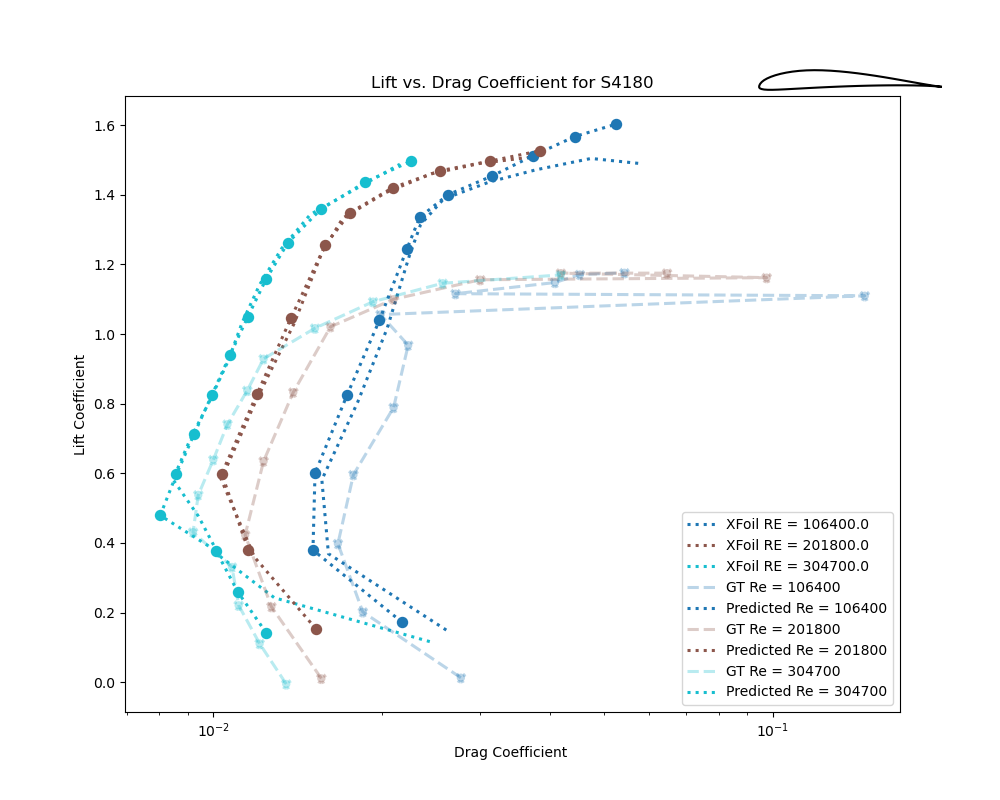 Lift vs. Drag Coefficient for S4180
Lift Coefficient
1.6
1.4
1.2
1.0
0.8
0.6
0.4
0.2
0.0
XFoil RE = 106400.0
XFoil RE = 201800.0
XFoil RE = 304700.0
GT Re = 106400
Predicted Re = 106400
GT Re = 201800
Predicted Re = 201800
GT Re = 304700
Predicted Re = 304700
10⁻² 10⁻¹
Drag Coefficient